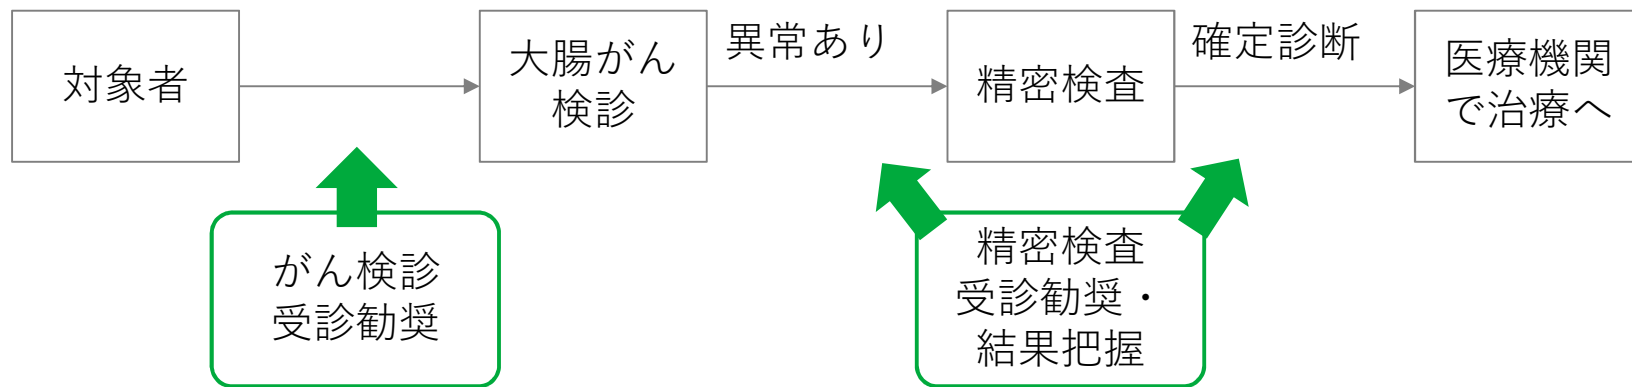 対象者
大腸がん
検診
異常あり
精密検査
確定診断
医療機関
で治療へ
がん検診
受診勧奨
精密検査
受診勧奨・
結果把握